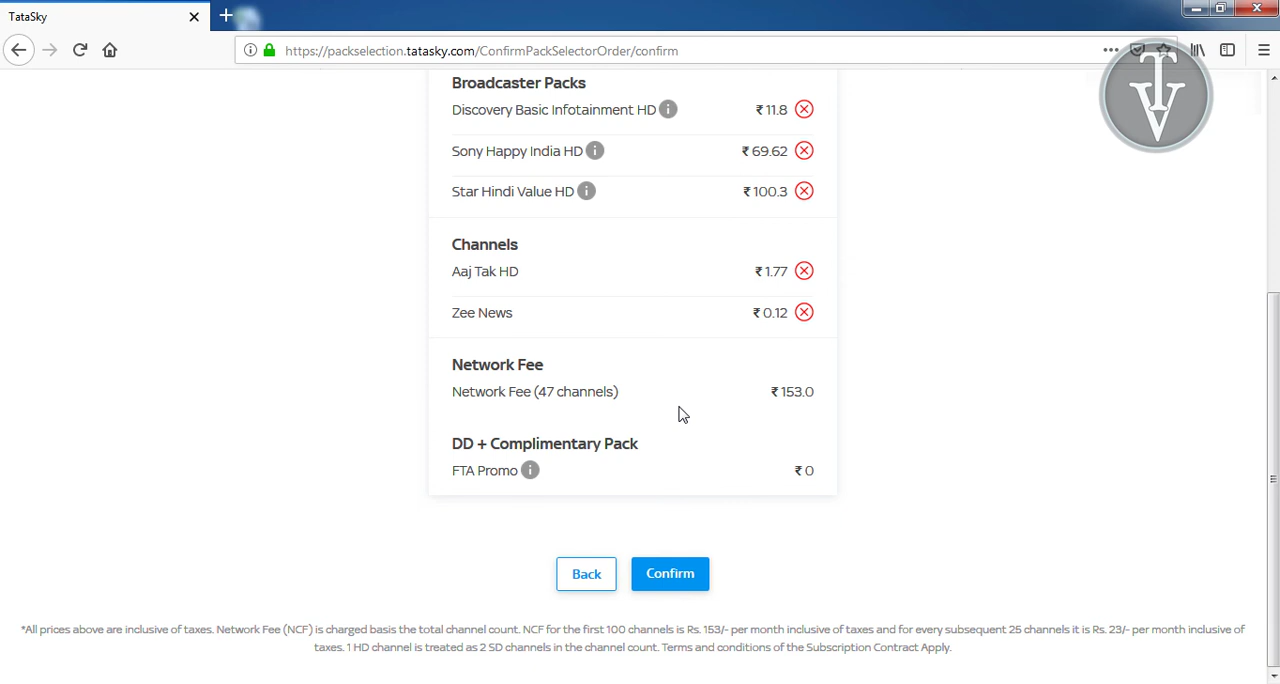 TataSky
https://packselection.tatasky.com/ConfirmPackSelectorOrder/confirm
TV
Broadcaster Packs
Discovery Basic Infotainment HD ₹ 11.8
Sony Happy India HD ₹ 69.62
Star Hindi Value HD ₹ 100.3
Channels
Aaj Tak HD ₹ 1.77
Zee News ₹ 0.12
Network Fee
Network Fee (47 channels) ₹ 153.0
DD + Complimentary Pack
FTA Promo ₹ 0
Back Confirm
*All prices above are inclusive of taxes. Network Fee (NCF) is charged basis the total channel count. NCF for the first 100 channels is Rs. 153/- per month inclusive of taxes and for every subsequent 25 channels it is Rs. 23/- per month inclusive of
taxes. 1 HD channel is treated as 2 SD channels in the channel count. Terms and conditions of the Subscription Contract Apply.